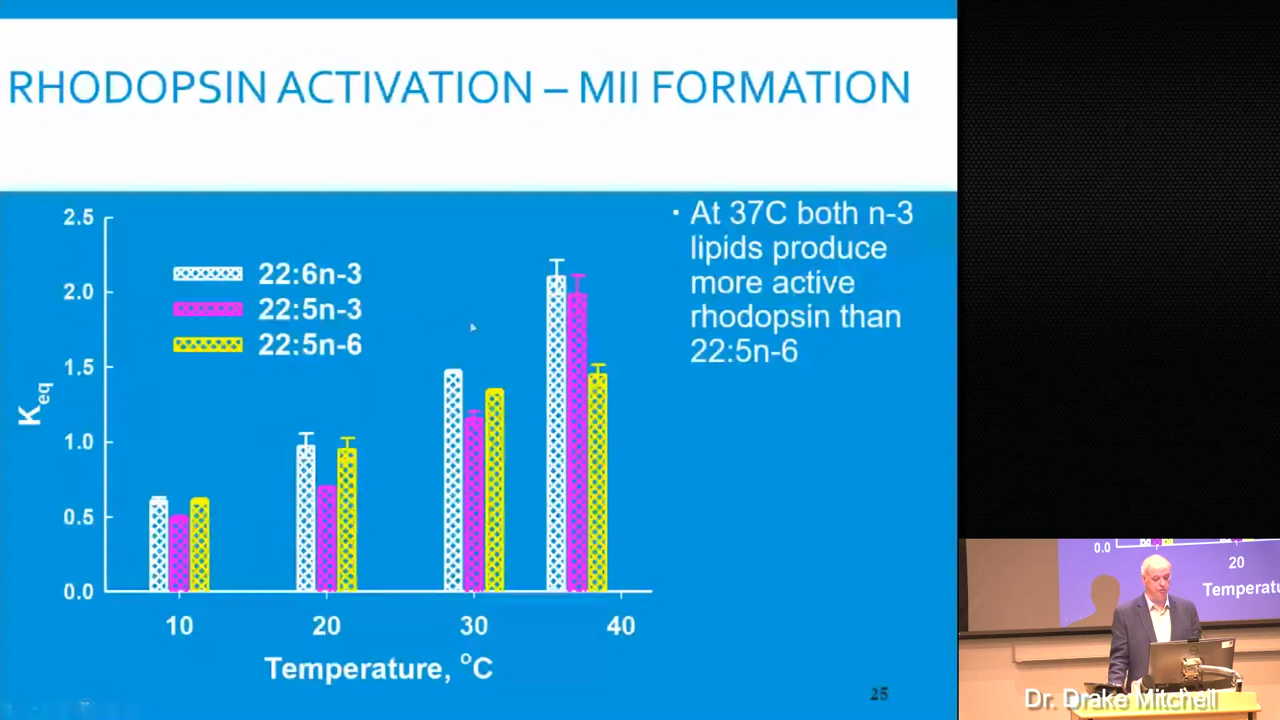 RHODOPSIN ACTIVATION – MII FORMATION
2.5
2.0
1.5
1.0
0.5
0.0
Keq
22:6n-3
22:5n-3
22:5n-6
10
20
30
40
Temperature, °C
· At 37C both n-3
lipids produce
more active
rhodopsin than
22:5n-6
25
0.0
20
Temperatu
Dr. Drake Mitchell